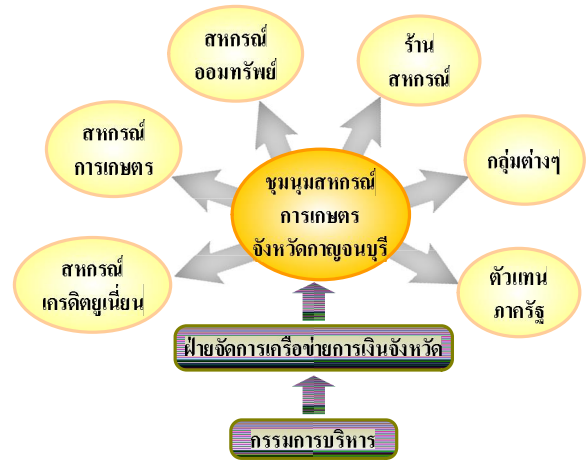 สหกรณ์
ออมทรัพย์
ร้าน
สหกรณ์
สหกรณ์
การเกษตร
กลุ่มต่างๆ
ชุมนุมสหกรณ์
การเกษตร
จังหวัดกาญจนบุรี
สหกรณ์
เครดิตยูเนี่ยน
ตัวแทน
ภาครัฐ
ฝ่ายจัดการเครือข่ายการเงินจังหวัด
กรรมการบริหาร